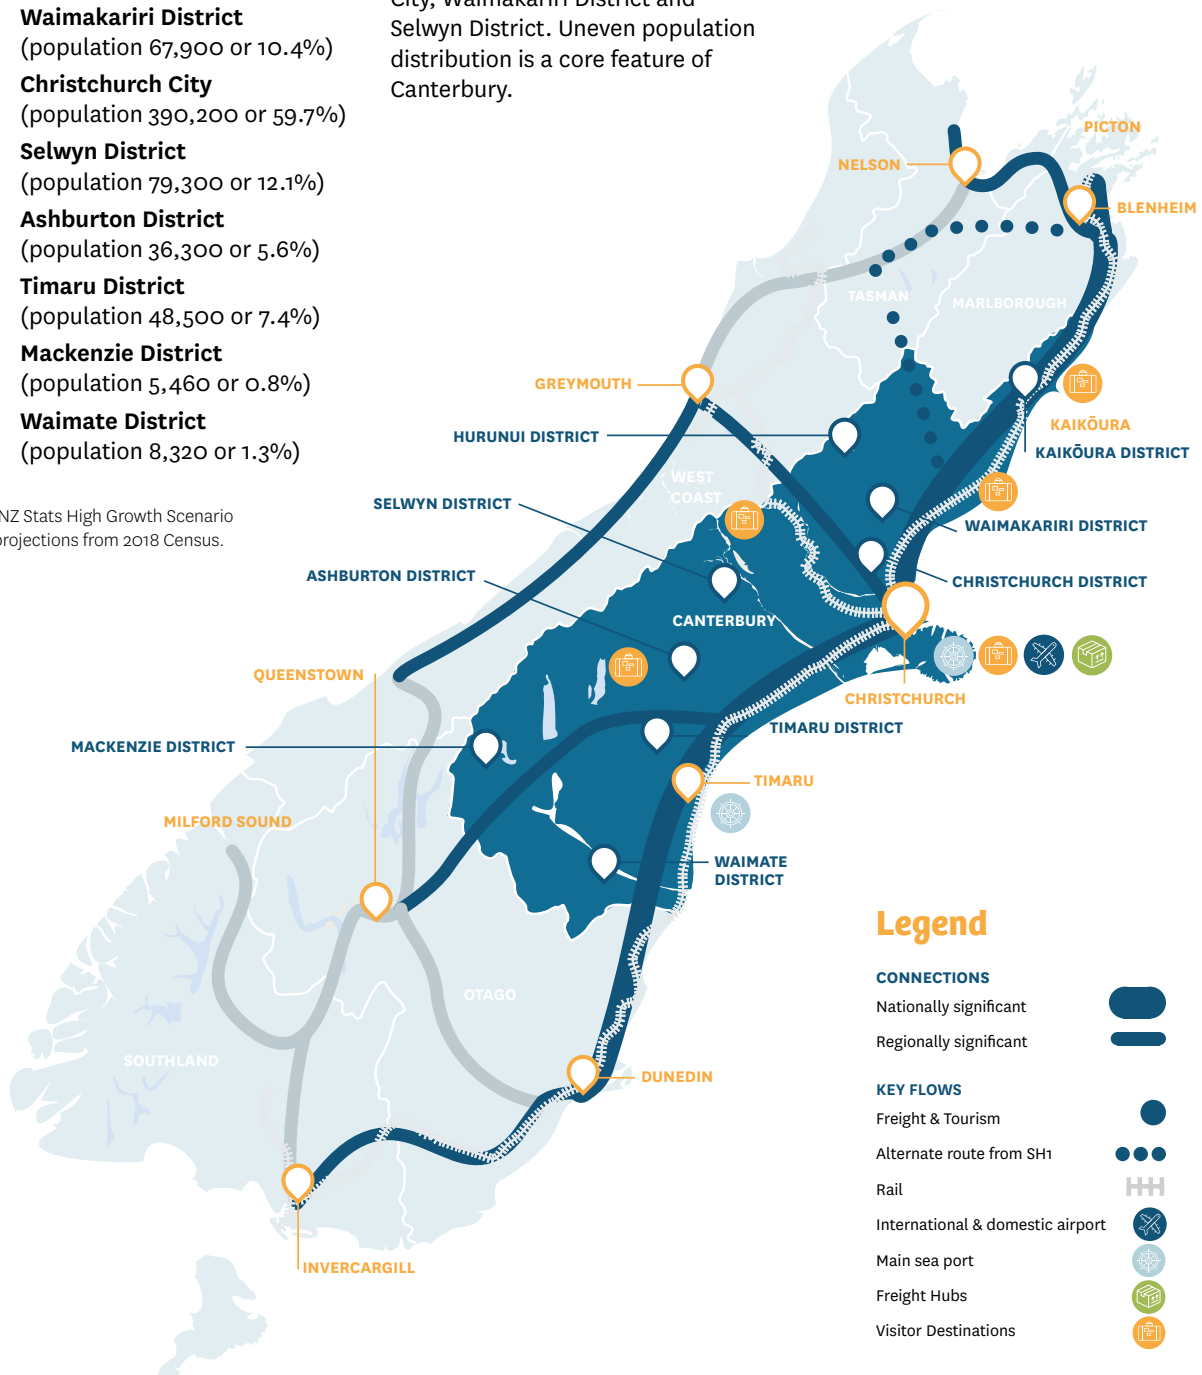 Waimakariri District
(population 67,900 or 10.4%)
Christchurch City
(population 390,200 or 59.7%)
Selwyn District
(population 79,300 or 12.1%)
Ashburton District
(population 36,300 or 5.6%)
Timaru District
(population 48,500 or 7.4%)
Mackenzie District
(population 5,460 or 0.8%)
Waimate District
(population 8,320 or 1.3%)
NZ Stats High Growth Scenario
projections from 2018 Census.
City, Waimakariri District and
Selwyn District. Uneven population
distribution is a core feature of
Canterbury.
PICTON
NELSON
BLENHEIM
TASMAN
MARLBOROUGH
GREYMOUTH
KAIKŌURA
HURUNUI DISTRICT
KAIKŌURA DISTRICT
WEST
COAST
SELWYN DISTRICT
WAIMAKARIRI DISTRICT
ASHBURTON DISTRICT
CHRISTCHURCH DISTRICT
CANTERBURY
QUEENSTOWN
CHRISTCHURCH
TIMARU DISTRICT
MACKENZIE DISTRICT
TIMARU
MILFORD SOUND
WAIMATE
DISTRICT
OTAGO
SOUTHLAND
DUNEDIN
INVERCARGILL
Legend
CONNECTIONS
Nationally significant
Regionally significant
KEY FLOWS
Freight & Tourism
Alternate route from SH1
Rail
International & domestic airport
Main sea port
Freight Hubs
Visitor Destinations